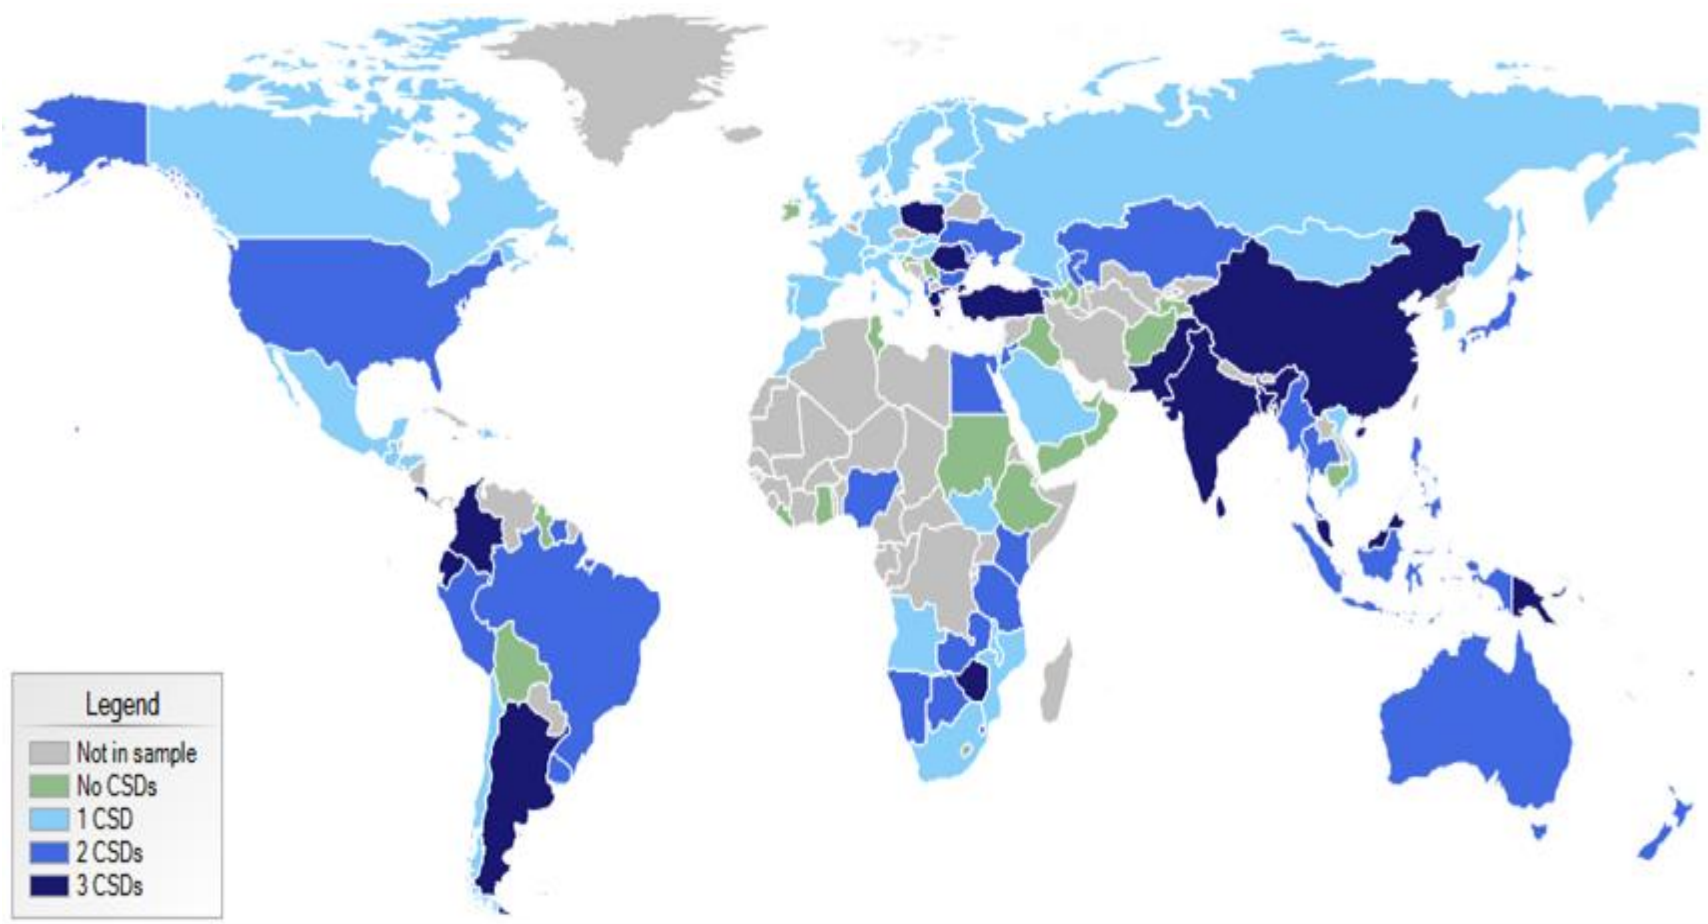 Legend
Not in sample
No CSDs
1 CSD
2 CSDs
3 CSDs